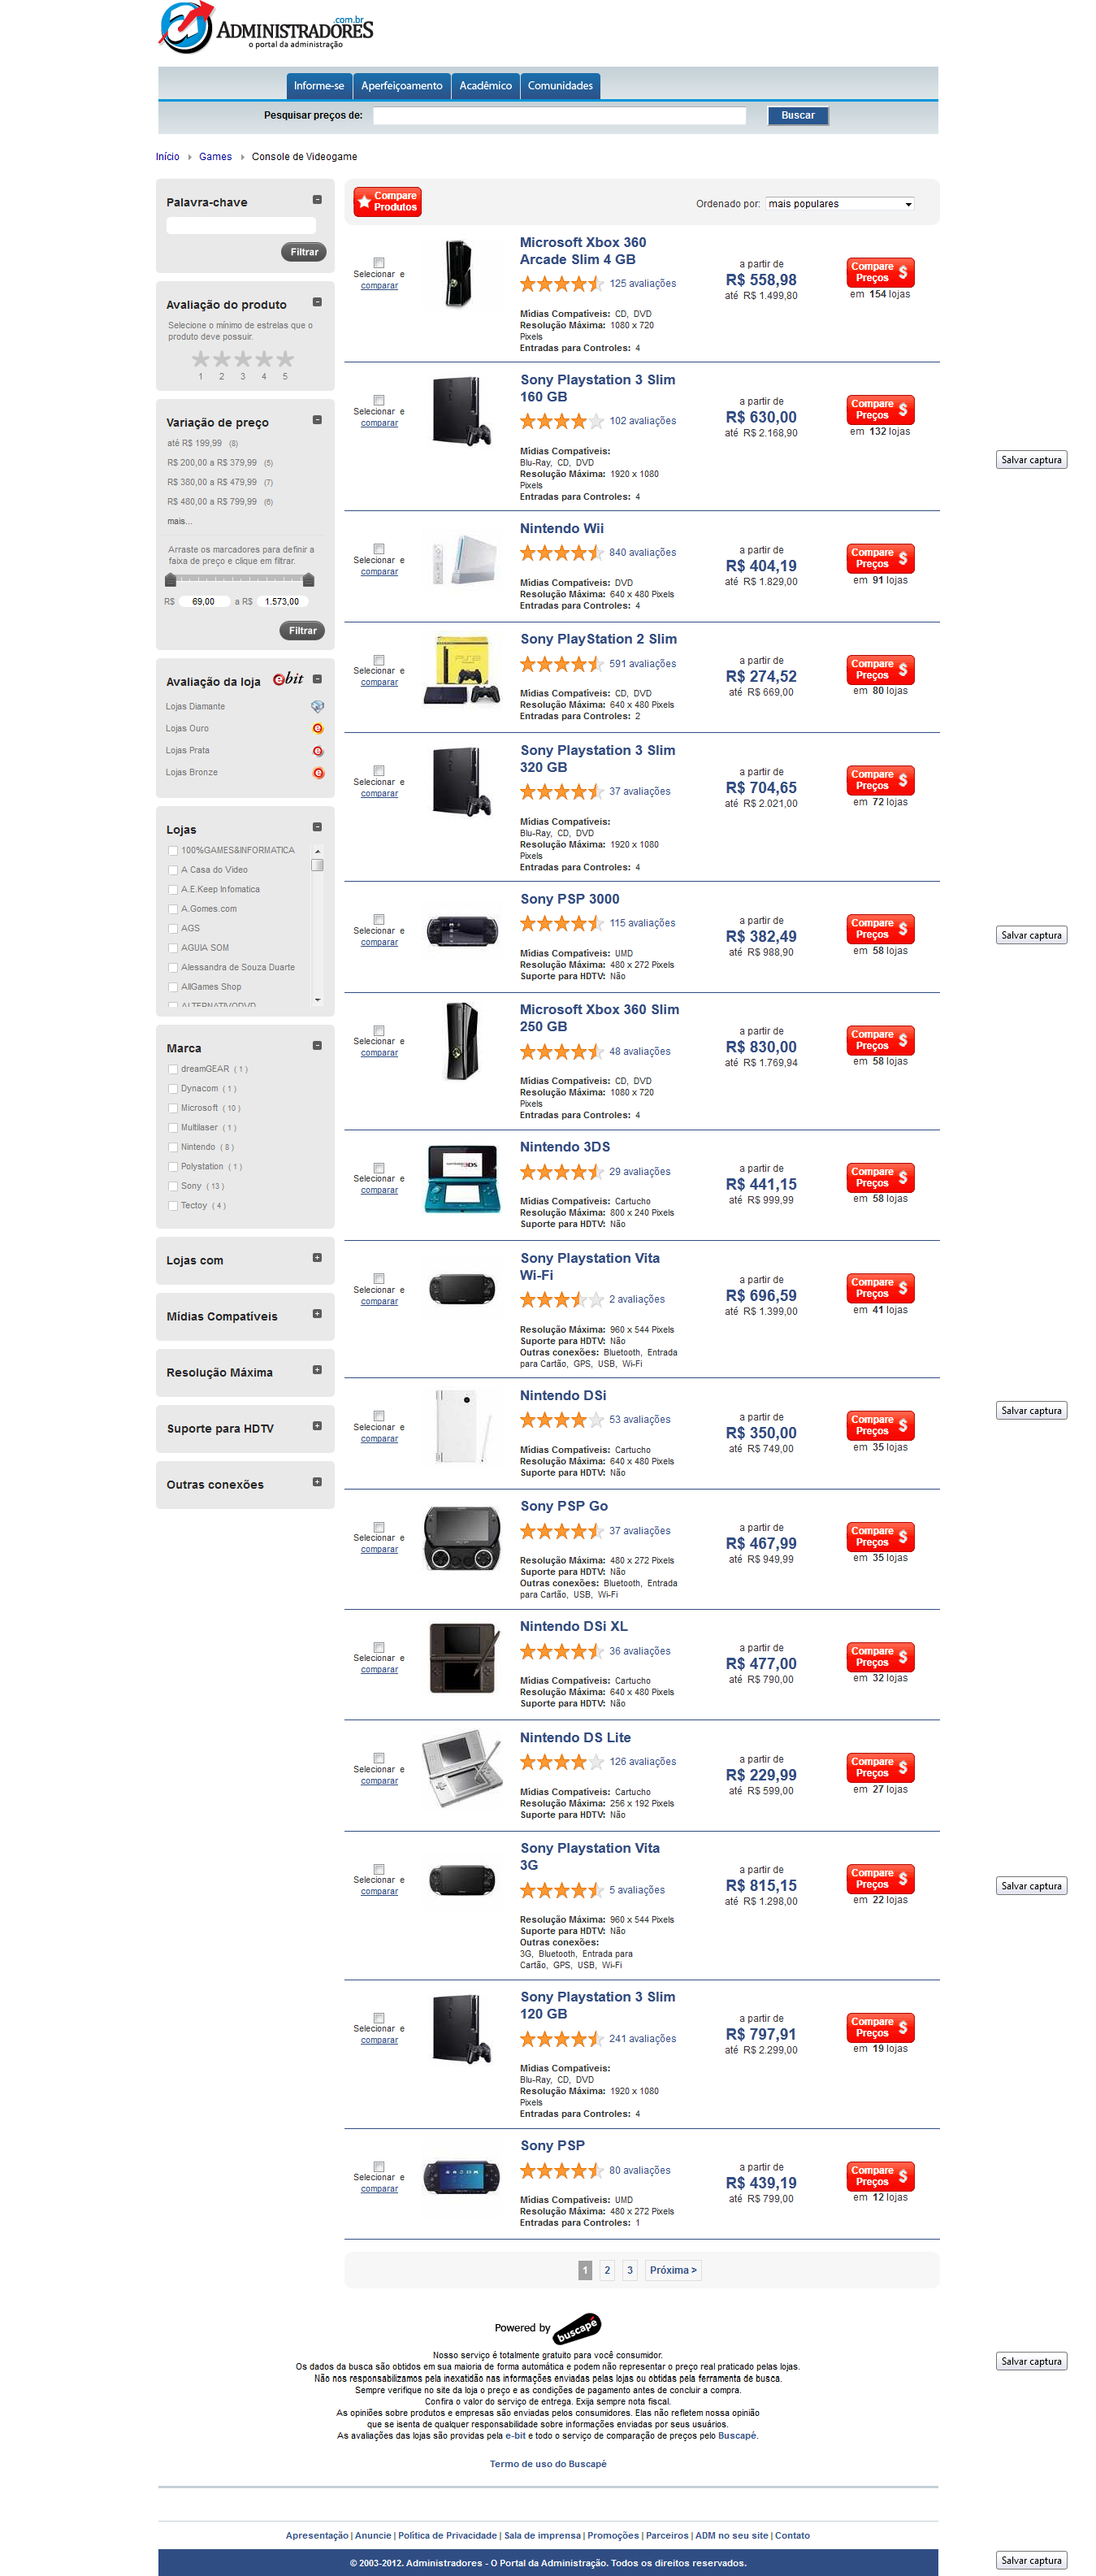 ADMINISTRADORES
.com.br
o portal da administração
Informe-se Aperfeiçoamento Acadêmico Comunidades
Pesquisar preços de: Buscar
Início Games Console de Videogame
Palavra-chave
Filtrar
Avaliação do produto
Selecione o mínimo de estrelas que o
produto deve possuir.
1 2 3 4 5
Variação de preço
até R$ 199,99 (8)
R$ 200,00 a R$ 379,99 (5)
R$ 380,00 a R$ 479,99 (7)
R$ 480,00 a R$ 799,99 (6)
mais...
Arraste os marcadores para definir a
faixa de preço e clique em filtrar.
R$ 69,00 a R$ 1.573,00
Filtrar
Avaliação da loja ebit
Lojas Diamante
Lojas Ouro
Lojas Prata
Lojas Bronze
Lojas
100%GAMES&INFORMATICA
A Casa do Video
A.E.Keep Infomatica
A.Gomes.com
AGS
AGUIA SOM
Alessandra de Souza Duarte
AllGames Shop
ALTERNATIVODVD
Marca
dreamGEAR ( 1 )
Dynacom ( 1 )
Microsoft ( 10 )
Multilaser ( 1 )
Nintendo ( 8 )
Polystation ( 1 )
Sony ( 13 )
Tectoy ( 4 )
Lojas com
Mídias Compatíveis
Resolução Máxima
Suporte para HDTV
Outras conexões
Compare
Produtos
Ordenado por: mais populares
Selecionar e
comparar
Microsoft Xbox 360
Arcade Slim 4 GB
125 avaliações
Mídias Compatíveis: CD, DVD
Resolução Máxima: 1080 x 720
Pixels
Entradas para Controles: 4
a partir de
R$ 558,98
até R$ 1.499,80
Compare
Preços $
em 154 lojas
Selecionar e
comparar
Sony Playstation 3 Slim
160 GB
102 avaliações
Mídias Compatíveis:
Blu-Ray, CD, DVD
Resolução Máxima: 1920 x 1080
Pixels
Entradas para Controles: 4
a partir de
R$ 630,00
até R$ 2.168,90
Compare
Preços $
em 132 lojas
Salvar captura
Selecionar e
comparar
Nintendo Wii
840 avaliações
Mídias Compatíveis: DVD
Resolução Máxima: 640 x 480 Pixels
Entradas para Controles: 4
a partir de
R$ 404,19
até R$ 1.829,00
Compare
Preços $
em 91 lojas
Selecionar e
comparar
Sony PlayStation 2 Slim
591 avaliações
Mídias Compatíveis: CD, DVD
Resolução Máxima: 640 x 480 Pixels
Entradas para Controles: 2
a partir de
R$ 274,52
até R$ 669,00
Compare
Preços $
em 80 lojas
Selecionar e
comparar
Sony Playstation 3 Slim
320 GB
37 avaliações
Mídias Compatíveis:
Blu-Ray, CD, DVD
Resolução Máxima: 1920 x 1080
Pixels
Entradas para Controles: 4
a partir de
R$ 704,65
até R$ 2.021,00
Compare
Preços $
em 72 lojas
Selecionar e
comparar
Sony PSP 3000
115 avaliações
Mídias Compatíveis: UMD
Resolução Máxima: 480 x 272 Pixels
Suporte para HDTV: Não
a partir de
R$ 382,49
até R$ 988,90
Compare
Preços $
em 58 lojas
Salvar captura
Selecionar e
comparar
Microsoft Xbox 360 Slim
250 GB
48 avaliações
Mídias Compatíveis: CD, DVD
Resolução Máxima: 1080 x 720
Pixels
Entradas para Controles: 4
a partir de
R$ 830,00
até R$ 1.769,94
Compare
Preços $
em 58 lojas
Selecionar e
comparar
Nintendo 3DS
29 avaliações
Mídias Compatíveis: Cartucho
Resolução Máxima: 800 x 240 Pixels
Suporte para HDTV: Não
a partir de
R$ 441,15
até R$ 999,99
Compare
Preços $
em 58 lojas
Selecionar e
comparar
Sony Playstation Vita
Wi-Fi
2 avaliações
Resolução Máxima: 960 x 544 Pixels
Suporte para HDTV: Não
Outras conexões: Bluetooth, Entrada
para Cartão, GPS, USB, Wi-Fi
a partir de
R$ 696,59
até R$ 1.399,00
Compare
Preços $
em 41 lojas
Selecionar e
comparar
Nintendo DSi
53 avaliações
Mídias Compatíveis: Cartucho
Resolução Máxima: 640 x 480 Pixels
Suporte para HDTV: Não
a partir de
R$ 350,00
até R$ 749,00
Compare
Preços $
em 35 lojas
Salvar captura
Selecionar e
comparar
Sony PSP Go
37 avaliações
Resolução Máxima: 480 x 272 Pixels
Suporte para HDTV: Não
Outras conexões: Bluetooth, Entrada
para Cartão, USB, Wi-Fi
a partir de
R$ 467,99
até R$ 949,99
Compare
Preços $
em 35 lojas
Selecionar e
comparar
Nintendo DSi XL
36 avaliações
Mídias Compatíveis: Cartucho
Resolução Máxima: 640 x 480 Pixels
Suporte para HDTV: Não
a partir de
R$ 477,00
até R$ 790,00
Compare
Preços $
em 32 lojas
Selecionar e
comparar
Nintendo DS Lite
126 avaliações
Mídias Compatíveis: Cartucho
Resolução Máxima: 256 x 192 Pixels
Suporte para HDTV: Não
a partir de
R$ 229,99
até R$ 599,00
Compare
Preços $
em 27 lojas
Selecionar e
comparar
Sony Playstation Vita
3G
5 avaliações
Resolução Máxima: 960 x 544 Pixels
Suporte para HDTV: Não
Outras conexões:
3G, Bluetooth, Entrada para
Cartão, GPS, USB, Wi-Fi
a partir de
R$ 815,15
até R$ 1.298,00
Compare
Preços $
em 22 lojas
Salvar captura
Selecionar e
comparar
Sony Playstation 3 Slim
120 GB
241 avaliações
Mídias Compatíveis:
Blu-Ray, CD, DVD
Resolução Máxima: 1920 x 1080
Pixels
Entradas para Controles: 4
a partir de
R$ 797,91
até R$ 2.299,00
Compare
Preços $
em 19 lojas
Selecionar e
comparar
Sony PSP
80 avaliações
Mídias Compatíveis: UMD
Resolução Máxima: 480 x 272 Pixels
Entradas para Controles: 1
a partir de
R$ 439,19
até R$ 799,00
Compare
Preços $
em 12 lojas
1 2 3 Próxima >
Powered by buscapé
Nosso serviço é totalmente gratuito para você consumidor.
Os dados da busca são obtidos em sua maioria de forma automática e podem não representar o preço real praticado pelas lojas.
Não nos responsabilizamos pela inexatidão nas informações enviadas pelas lojas ou obtidas pela ferramenta de busca.
Sempre verifique no site da loja o preço e as condições de pagamento antes de concluir a compra.
Confira o valor do serviço de entrega. Exija sempre nota fiscal.
As opiniões sobre produtos e empresas são enviadas pelos consumidores. Elas não refletem nossa opinião
que se isenta de qualquer responsabilidade sobre informações enviadas por seus usuários.
As avaliações das lojas são providas pela e-bit e todo o serviço de comparação de preços pelo Buscapé.
Salvar captura
Termo de uso do Buscapé
Apresentação | Anuncie | Política de Privacidade | Sala de imprensa | Promoções | Parceiros | ADM no seu site | Contato
© 2003-2012. Administradores - O Portal da Administração. Todos os direitos reservados.
Salvar captura